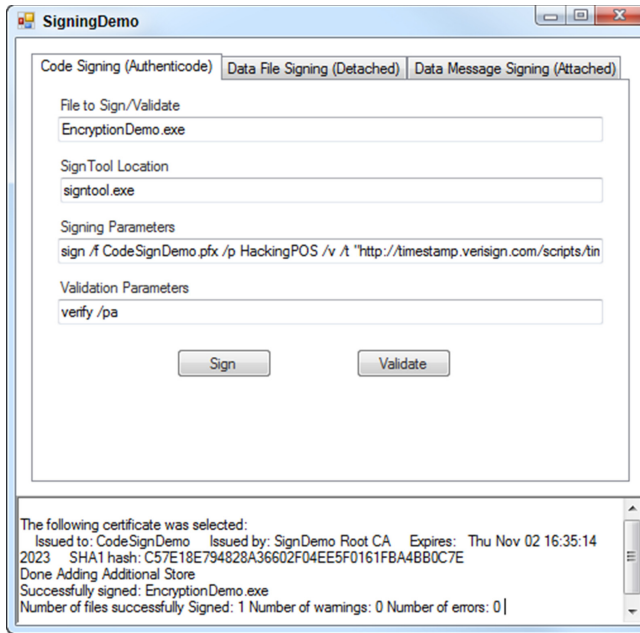 SigningDemo
Code Signing (Authenticode) Data File Signing (Detached) Data Message Signing (Attached)
File to Sign/Validate
EncryptionDemo.exe
SignTool Location
signtool.exe
Signing Parameters
sign /f CodeSignDemo.pfx /p HackingPOS /v /t "http://timestamp.verisign.com/scripts/tim
Validation Parameters
verify /pa
Sign Validate
The following certificate was selected:
Issued to: CodeSignDemo Issued by: SignDemo Root CA Expires: Thu Nov 02 16:35:14
2023 SHA1 hash: C57E18E794828A36602F04EE5F0161FBA4BB0C7E
Done Adding Additional Store
Successfully signed: EncryptionDemo.exe
Number of files successfully Signed: 1 Number of warnings: 0 Number of errors: 0